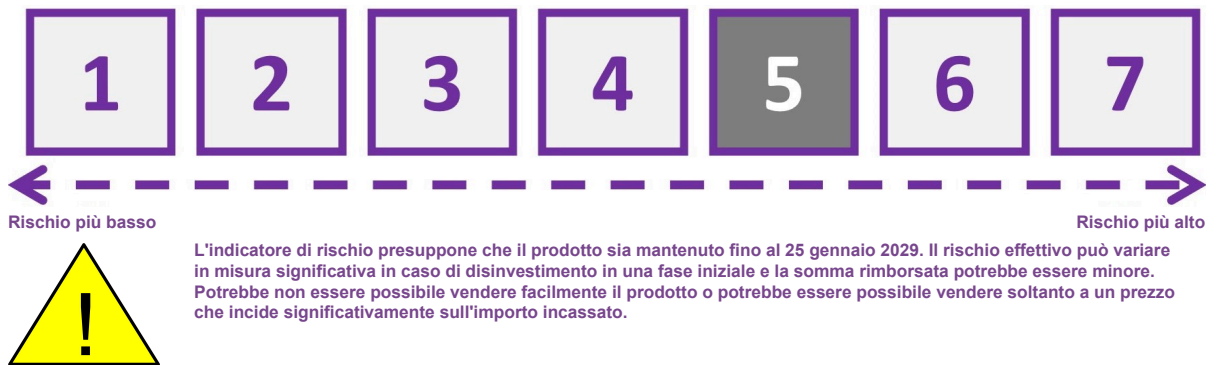 1 2 3 4 5 6 7
Rischio più basso Rischio più alto
!
L'indicatore di rischio presuppone che il prodotto sia mantenuto fino al 25 gennaio 2029. Il rischio effettivo può variare
in misura significativa in caso di disinvestimento in una fase iniziale e la somma rimborsata potrebbe essere minore.
Potrebbe non essere possibile vendere facilmente il prodotto o potrebbe essere possibile vendere soltanto a un prezzo
che incide significativamente sull'importo incassato.